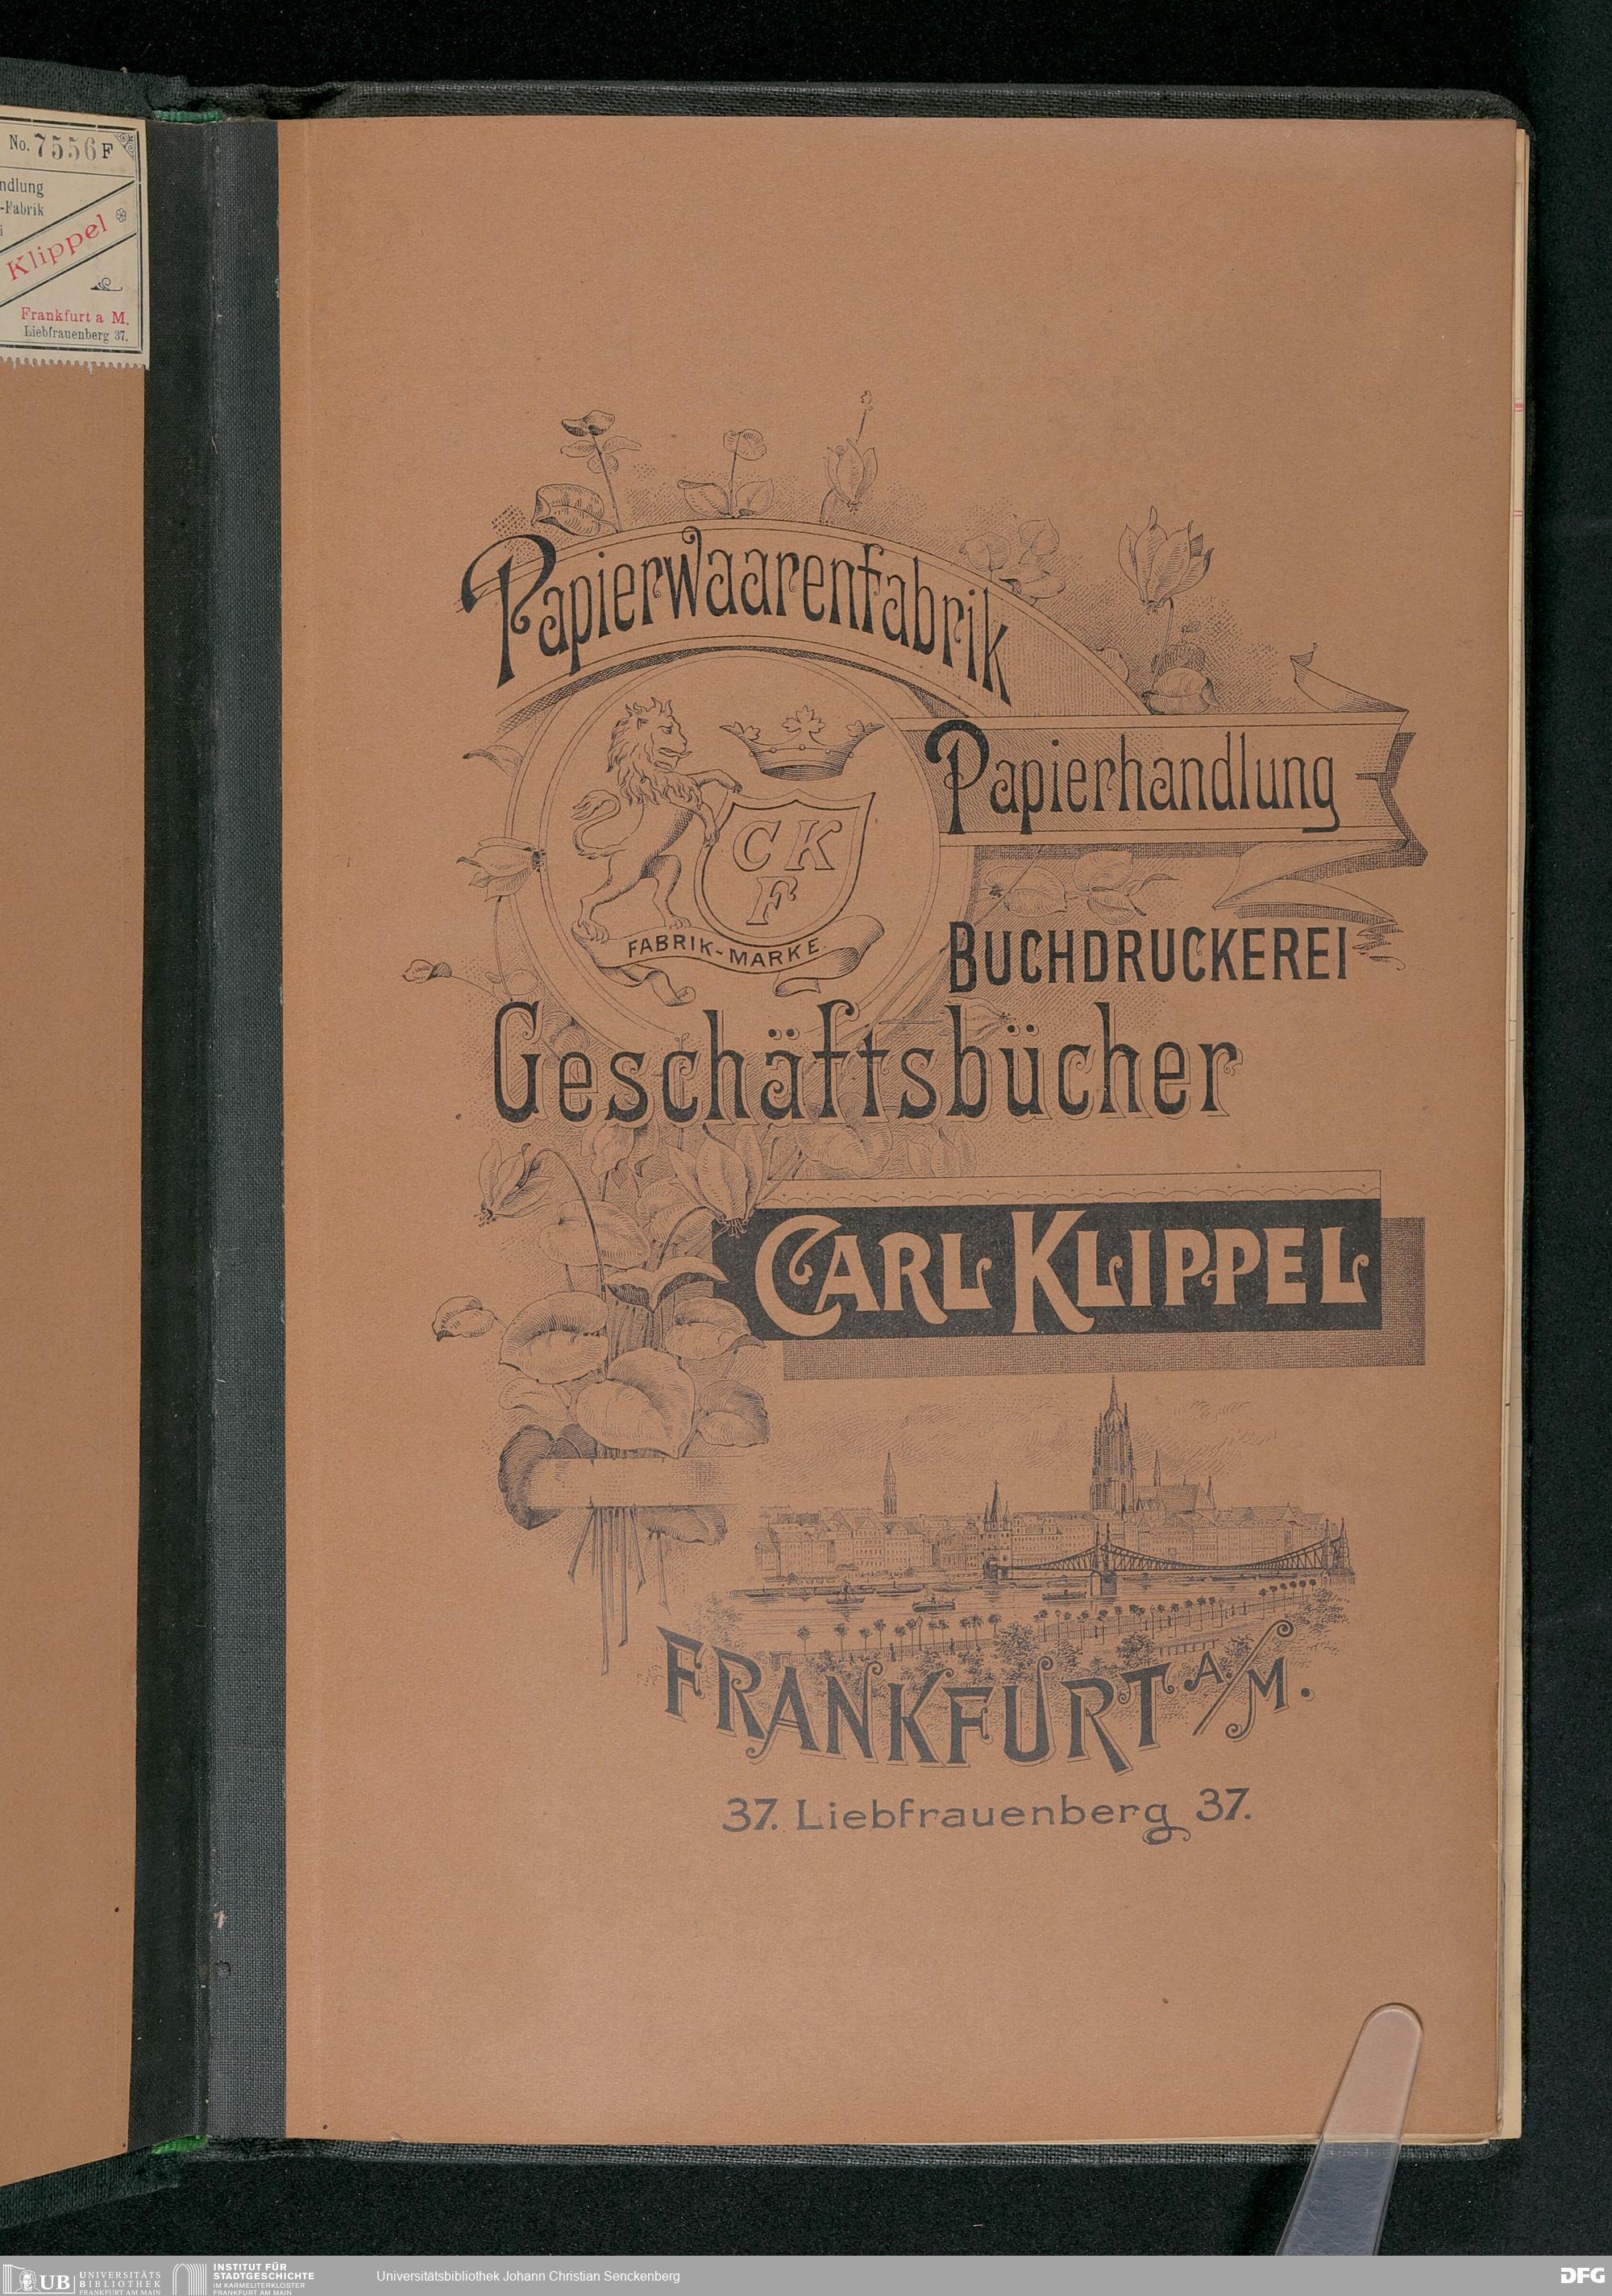 No. 7556 F
ndlung
-Fabrik
i
Klippel
Frankfurt a M.
Liebfrauenberg 37.
Papierwaarenfabrik
Papierhandlung
CK
F
FABRIK-MARKE.
BUCHDRUCKEREI
Geschäftsbücher
CARL KLIPPEL
FRANKFURT A/M.
37. Liebfrauenberg 37.
UB
UNIVERSITÄTS
BIBLIOTHEK
FRANKFURT AM MAIN
INSTITUT FÜR
STADTGESCHICHTE
IM KARMELITERKLOSTER
FRANKFURT AM MAIN
Universitätsbibliothek Johann Christian Senckenberg
DFG